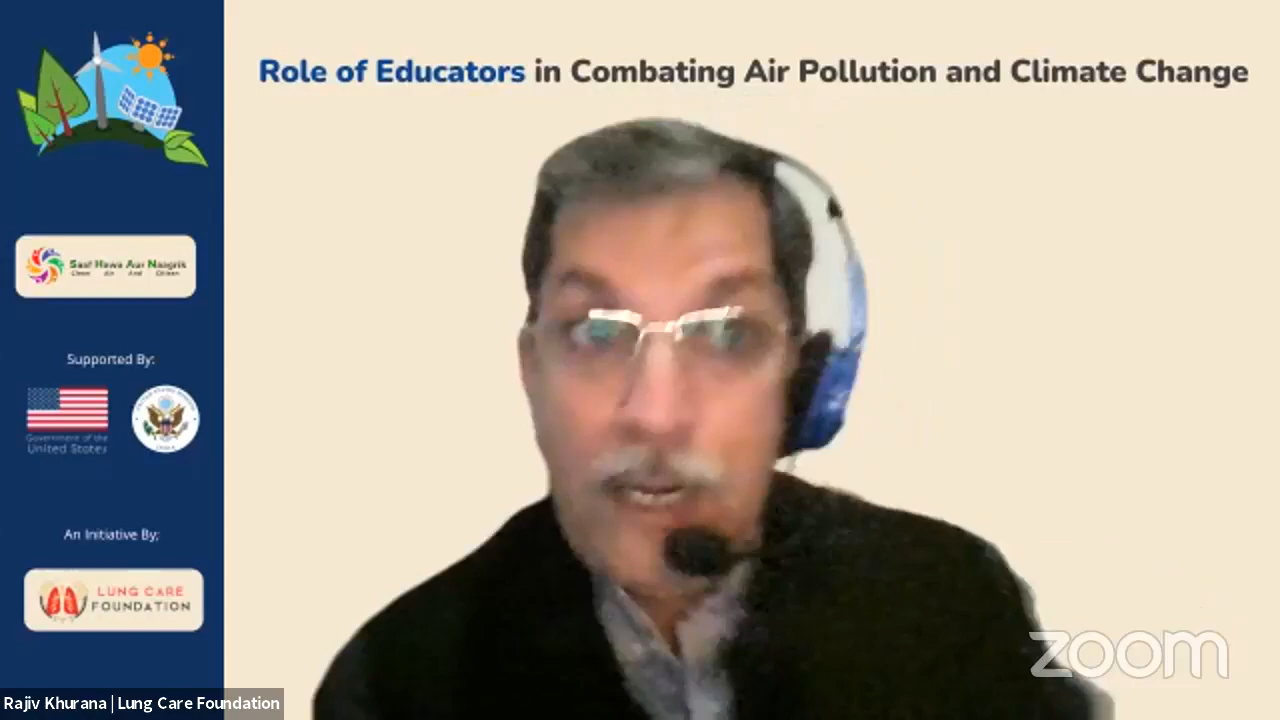 Role of Educators in Combating Air Pollution and Climate Change
Saaf Hawa Aur Naagrik
Clean Air And Citizen
Supported By:
Government of the
United States
An Initiative By:
LUNG CARE
FOUNDATION
zoom
Rajiv Khurana | Lung Care Foundation